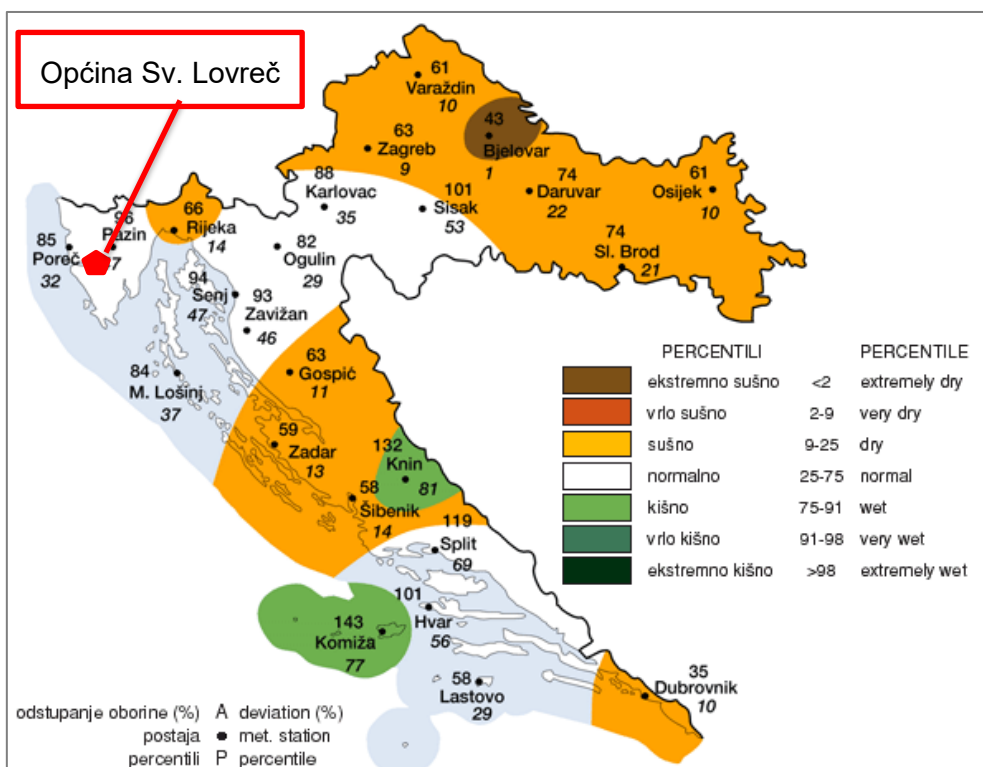 Općina Sv. Lovreč
61
Varaždin
10
43
Bjelovar
1
63
Zagreb
9
74
Daruvar
22
61
Osijek
10
88
Karlovac
35
101
Sisak
53
74
Sl. Brod
21
66
Rijeka
14
96
Pazin
85
Poreč
32
82
Ogulin
29
94
Senj
47
93
Zavižan
46
84
M. Lošinj
37
63
Gospić
11
59
Zadar
13
132
Knin
81
58
Šibenik
14
119
Split
69
101
Hvar
56
143
Komiža
77
58
Lastovo
29
35
Dubrovnik
10
PERCENTILI PERCENTILE
ekstremno sušno <2 extremely dry
vrlo sušno 2-9 very dry
sušno 9-25 dry
normalno 25-75 normal
kišno 75-91 wet
vrlo kišno 91-98 very wet
ekstremno kišno >98 extremely wet
odstupanje oborine (%) A deviation (%)
postaja ● met. station
percentili P percentile